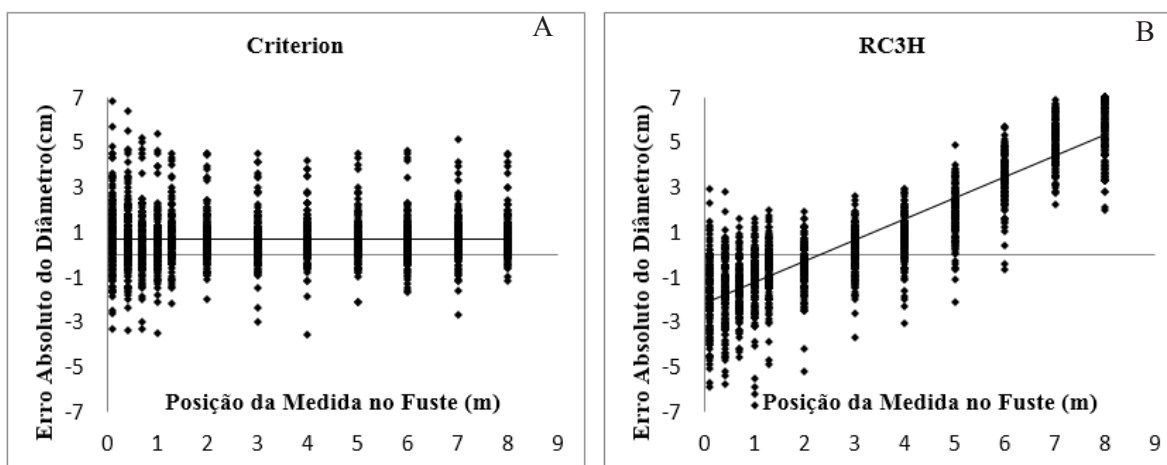 A
Criterion
Erro Absoluto do Diâmetro(cm)
7
5
3
1
-1
-3
-5
-7
Posição da Medida no Fuste (m)
0 1 2 3 4 5 6 7 8 9
B
RC3H
Erro Absoluto do Diâmetro(cm)
7
5
3
1
-1
-3
-5
-7
Posição da Medida no Fuste (m)
0 1 2 3 4 5 6 7 8 9